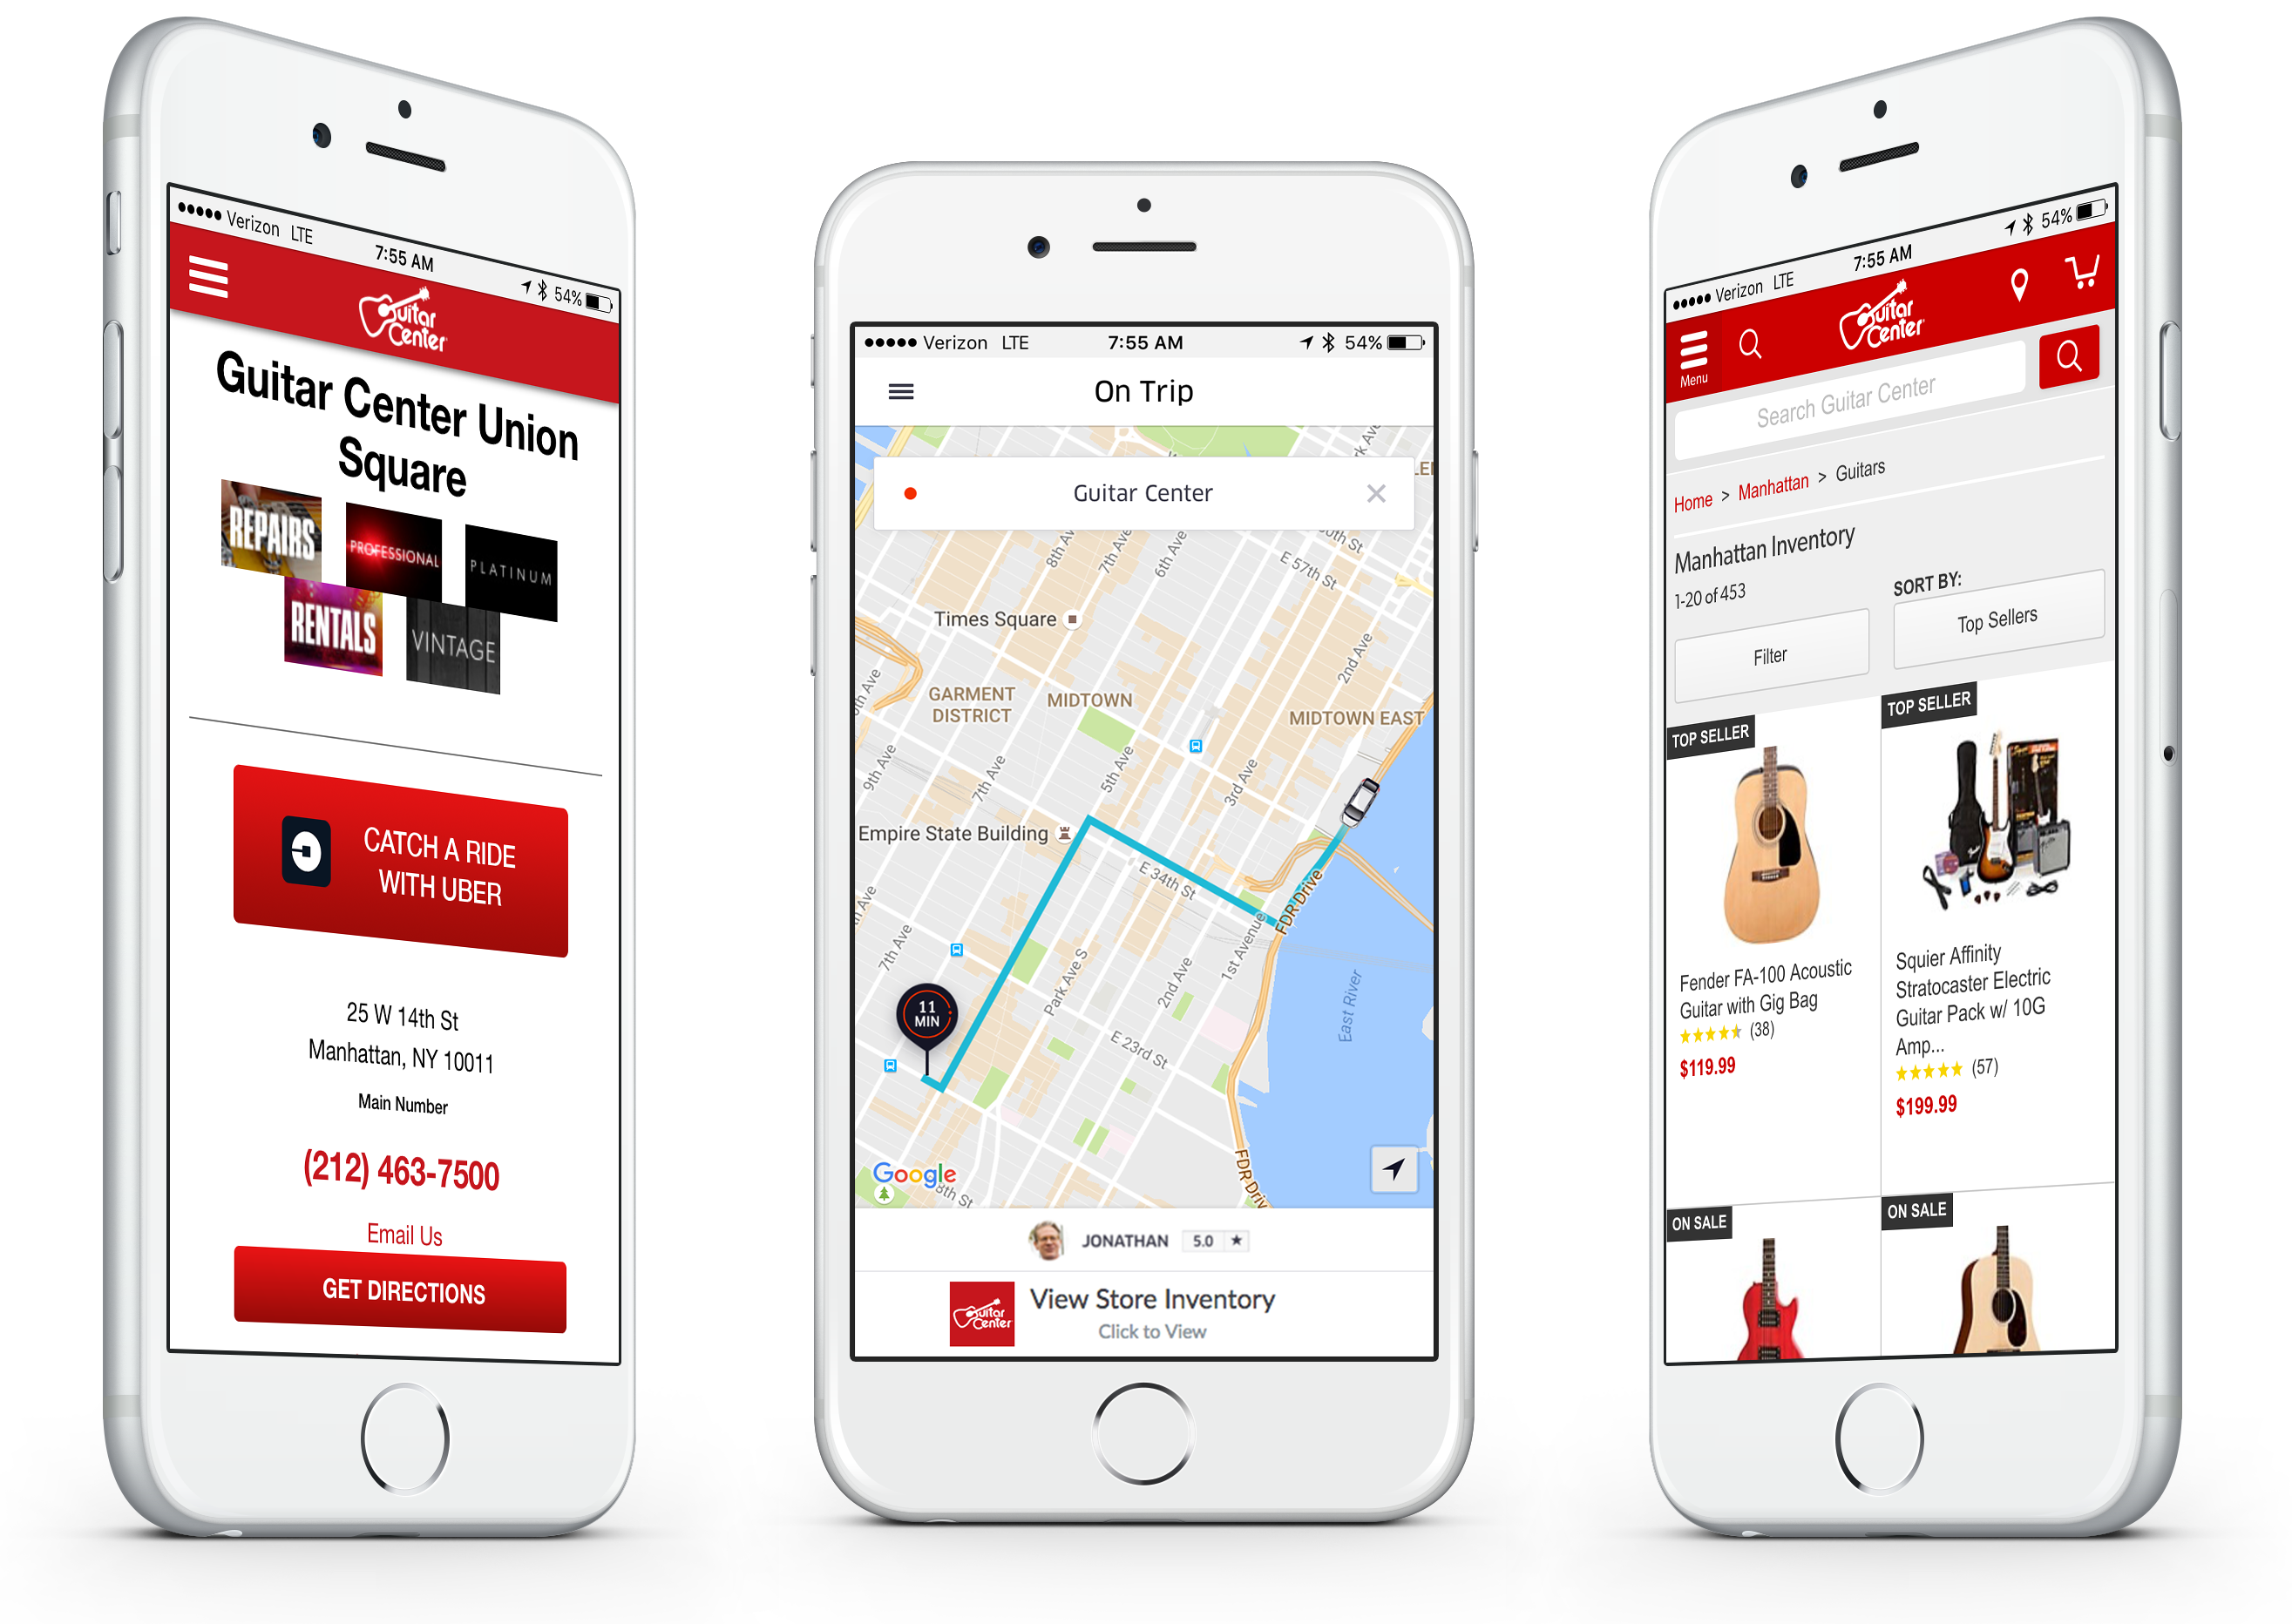 Verizon LTE
7:55 AM
54%
Guitar
Center
Guitar Center Union
Square
REPAIRS
PROFESSIONAL
PLATINUM
RENTALS
VINTAGE
CATCH A RIDE
WITH UBER
25 W 14th St
Manhattan, NY 10011
Main Number
(212) 463-7500
Email Us
GET DIRECTIONS
Verizon LTE
7:55 AM
54%
On Trip
Guitar Center
8th Av
7th Ave
6th Ave
E 57th St
Times Square
2nd Ave
GARMENT
DISTRICT
MIDTOWN
MIDTOWN EAST
9th Ave
7th Ave
5th Ave
3rd Ave
Empire State Building
E 34th St
FDR Drive
7th Ave
1st Avenue
Park Ave S
2nd Ave
East River
11
MIN
E 23rd St
Google
8th St
FDR Driv
JONATHAN
5.0 ★
Guitar
Center
View Store Inventory
Click to View
Verizon LTE
7:55 AM
54%
Menu
Guitar
Center
Search Guitar Center
Home > Manhattan > Guitars
Manhattan Inventory
1-20 of 453
SORT BY:
Filter
Top Sellers
TOP SELLER
TOP SELLER
Fender FA-100 Acoustic
Guitar with Gig Bag
(38)
$119.99
Squier Affinity
Stratocaster Electric
Guitar Pack w/ 10G
Amp...
(57)
$199.99
ON SALE
ON SALE